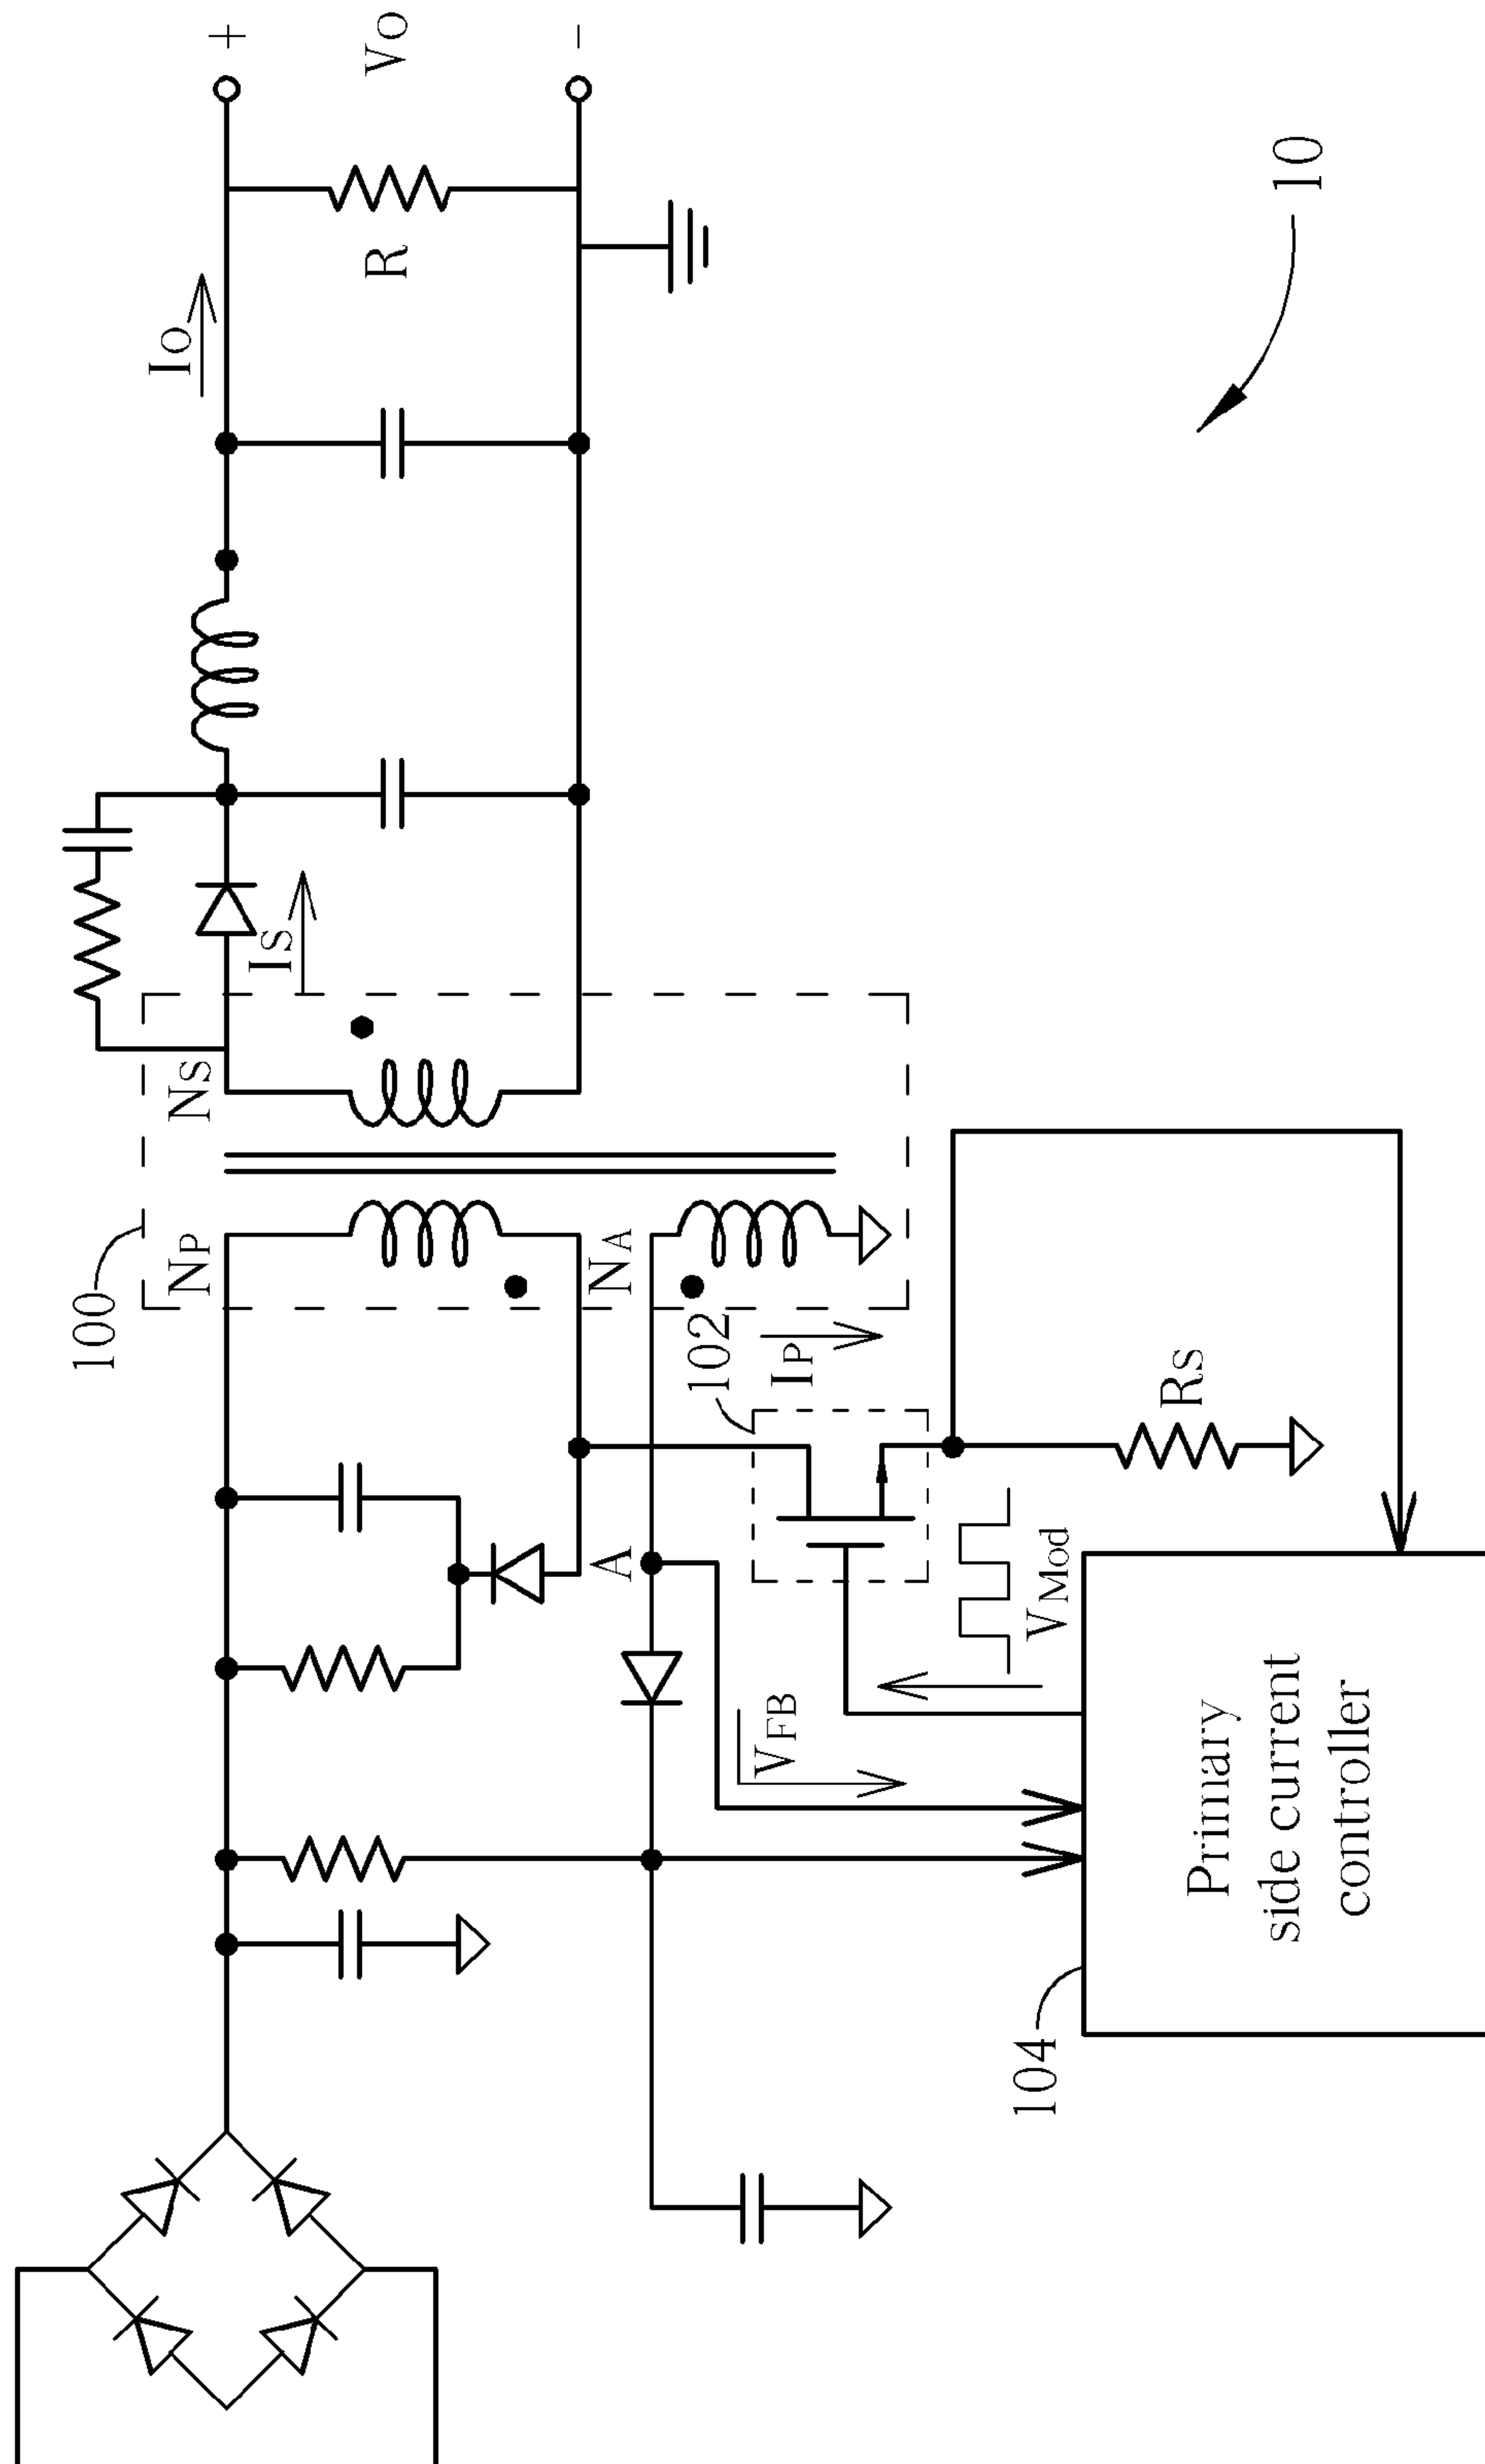 100
NP
NS
IS
IO
+
R
VO
-
NA
A
102
IP
VFB
VMod
RS
104
Primary
side current
controller
10